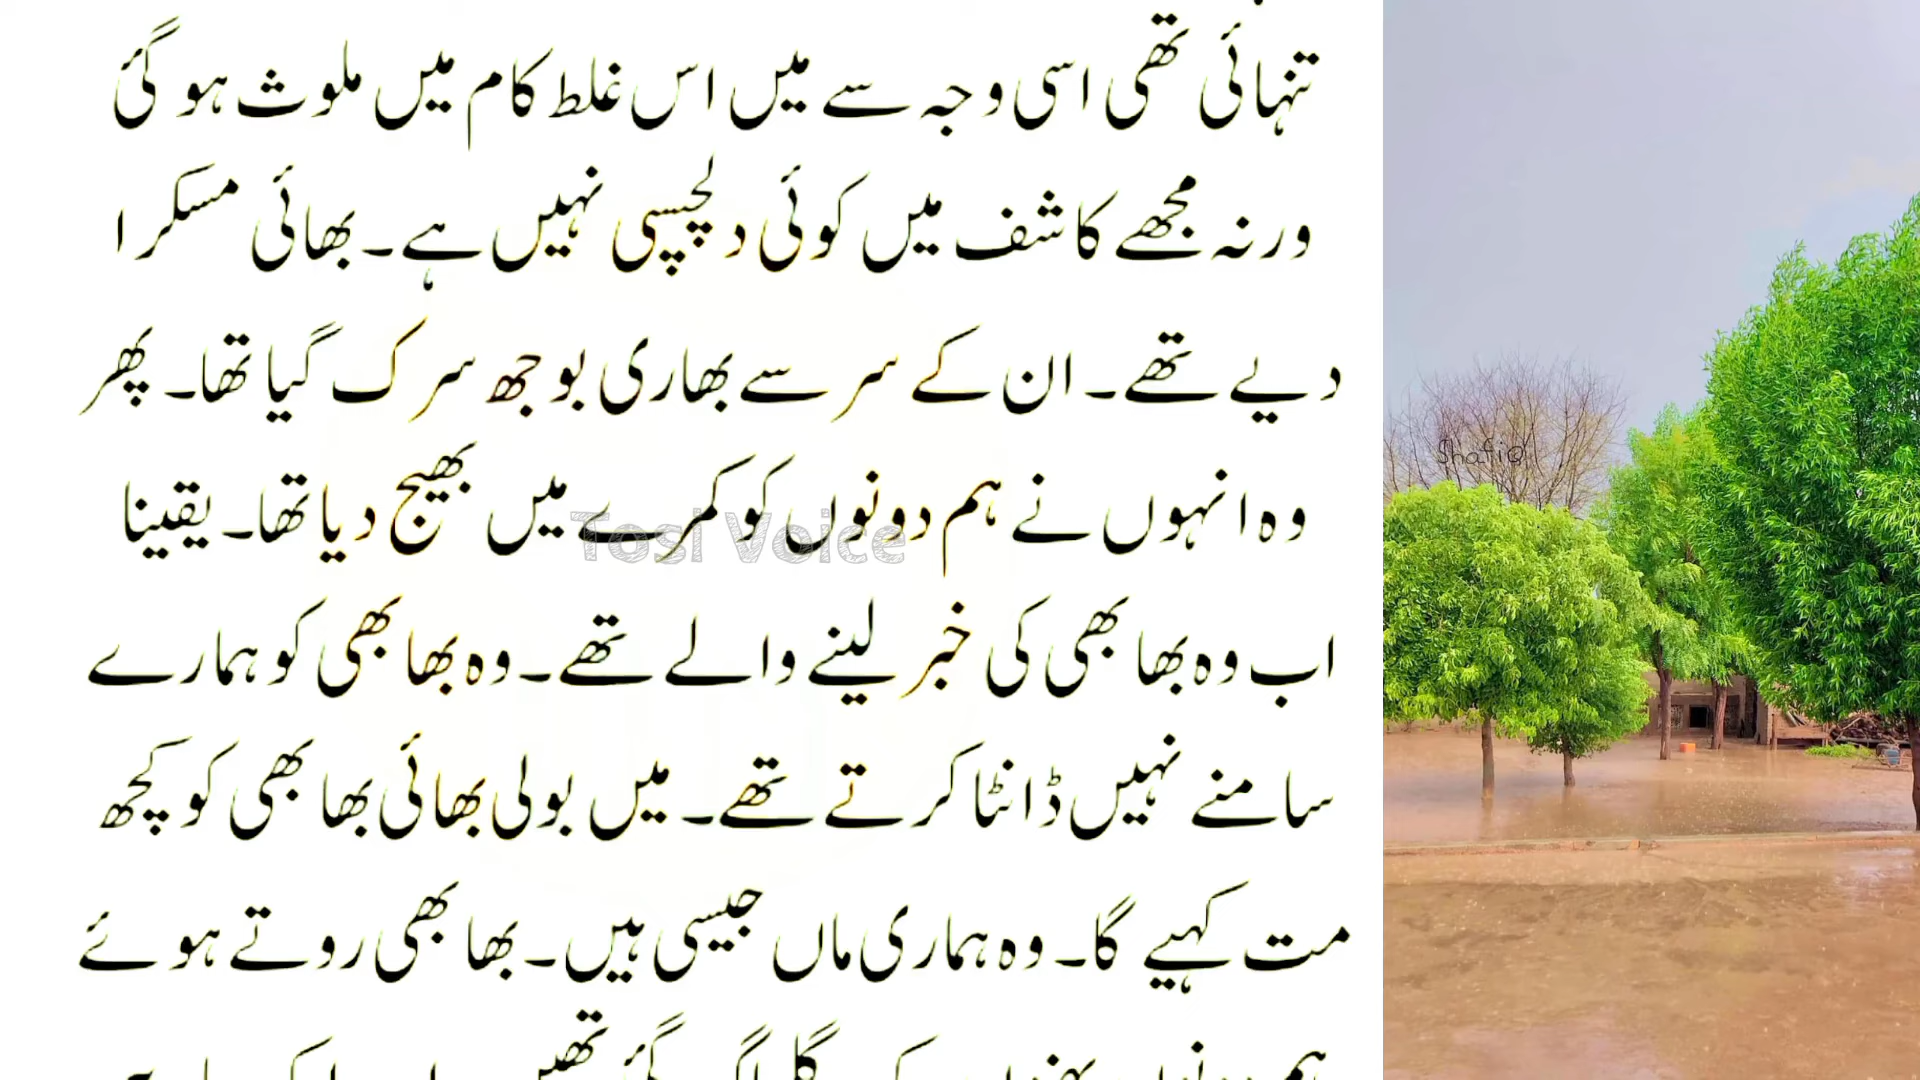 تنہائی تھی اسی وجہ سے میں اس غلط کام میں ملوث ہو گئی
ورنہ مجھے کاشف میں کوئی دلچسپی نہیں ہے۔ بھائی مسکرا
دیے تھے۔ ان کے سر سے بھاری بوجھ سرک گیا تھا۔ پھر
وہ انہوں نے ہم دونوں کو کمرے میں بھیج دیا تھا۔ یقینا
اب وہ بھابھی کی خبر لینے والے تھے۔ وہ بھابھی کو ہمارے
سامنے نہیں ڈانٹا کرتے تھے۔ میں بولی بھائی بھابھی کو کچھ
مت کہیے گا۔ وہ ہماری ماں جیسی ہیں۔ بھابھی روتے ہوئے
ہم دونوں
Tosi Voice
Shafiq